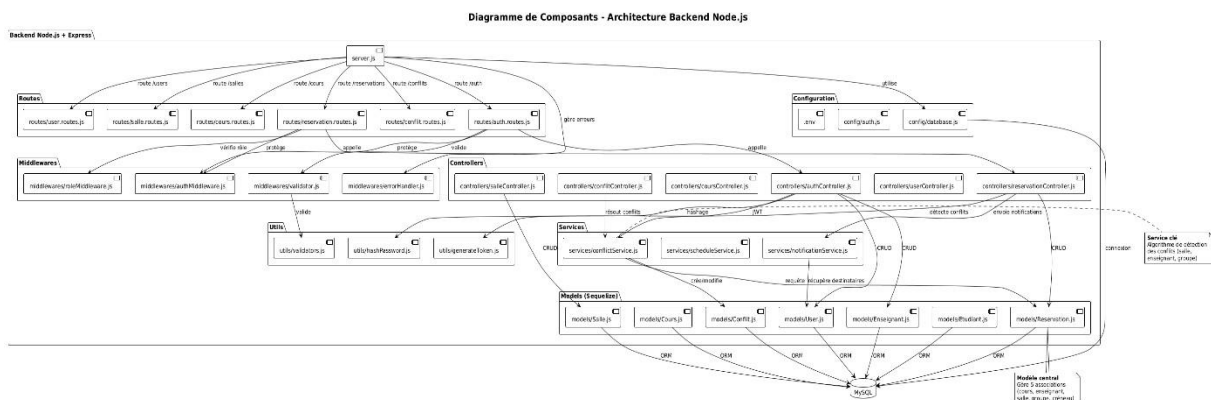 Diagramme de Composants - Architecture Backend Node.js
Backend Node.js + Express
server.js
route /users
route /salles
route /cours
route /reservations
route /conflits
route /auth
utilise
Routes
routes/user.routes.js
routes/salle.routes.js
routes/cours.routes.js
routes/reservation.routes.js
routes/conflit.routes.js
routes/auth.routes.js
gère erreurs
Configuration
.env
config/auth.js
config/database.js
vérifie rôle
protège
appelle
protège
valide
appelle
Middlewares
middlewares/roleMiddleware.js
middlewares/authMiddleware.js
middlewares/validator.js
middlewares/errorHandler.js
Controllers
controllers/salleController.js
controllers/conflitController.js
controllers/coursController.js
controllers/authController.js
controllers/userController.js
controllers/reservationController.js
valide
résout conflits
hashage
JWT
détecte conflits
envoie notifications
Utils
utils/validators.js
utils/hashPassword.js
utils/generateToken.js
Services
services/conflictService.js
services/scheduleService.js
services/notificationService.js
CRUD
CRUD
CRUD
CRUD
connexion
Service clé
Algorithme de détection
des conflits (salle,
enseignant, groupe)
crée/modifie
requête
récupère destinataires
Models (Sequelize)
models/Salle.js
models/Cours.js
models/Conflit.js
models/User.js
models/Enseignant.js
models/Etudiant.js
models/Reservation.js
ORM
ORM
ORM
ORM
ORM
ORM
ORM
MySQL
Modèle central
Gère 5 associations
(cours, enseignant,
salle, groupe, créneau)